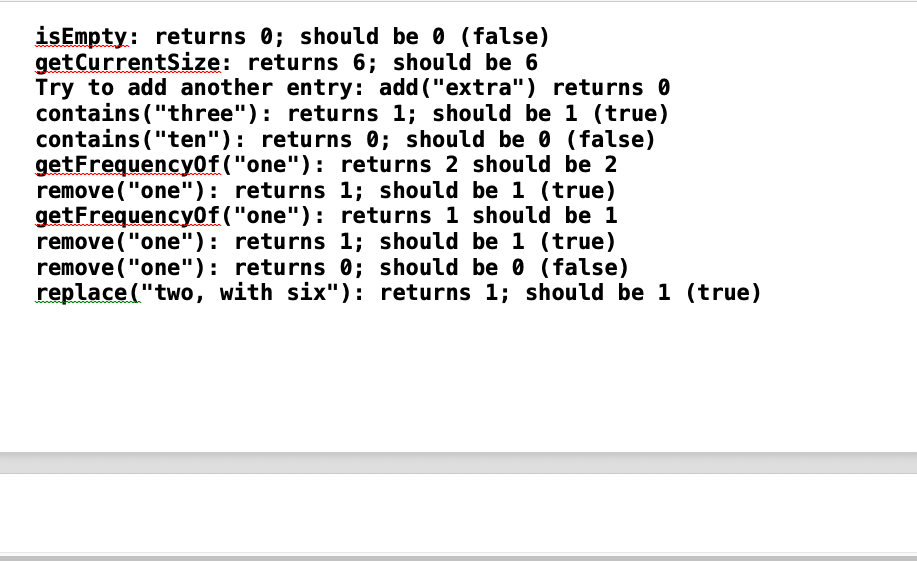 isEmpty: returns 0; should be 0 (false)
getCurrentSize: returns 6; should be 6
Try to add another entry: add("extra") returns 0
contains("three"): returns 1; should be 1 (true)
contains("ten"): returns 0; should be 0 (false)
getFrequencyOf("one"): returns 2 should be 2
remove("one"): returns 1; should be 1 (true)
getFrequencyOf("one"): returns 1 should be 1
remove("one"): returns 1; should be 1 (true)
remove("one"): returns 0; should be 0 (false)
replace("two, with six"): returns 1; should be 1 (true)